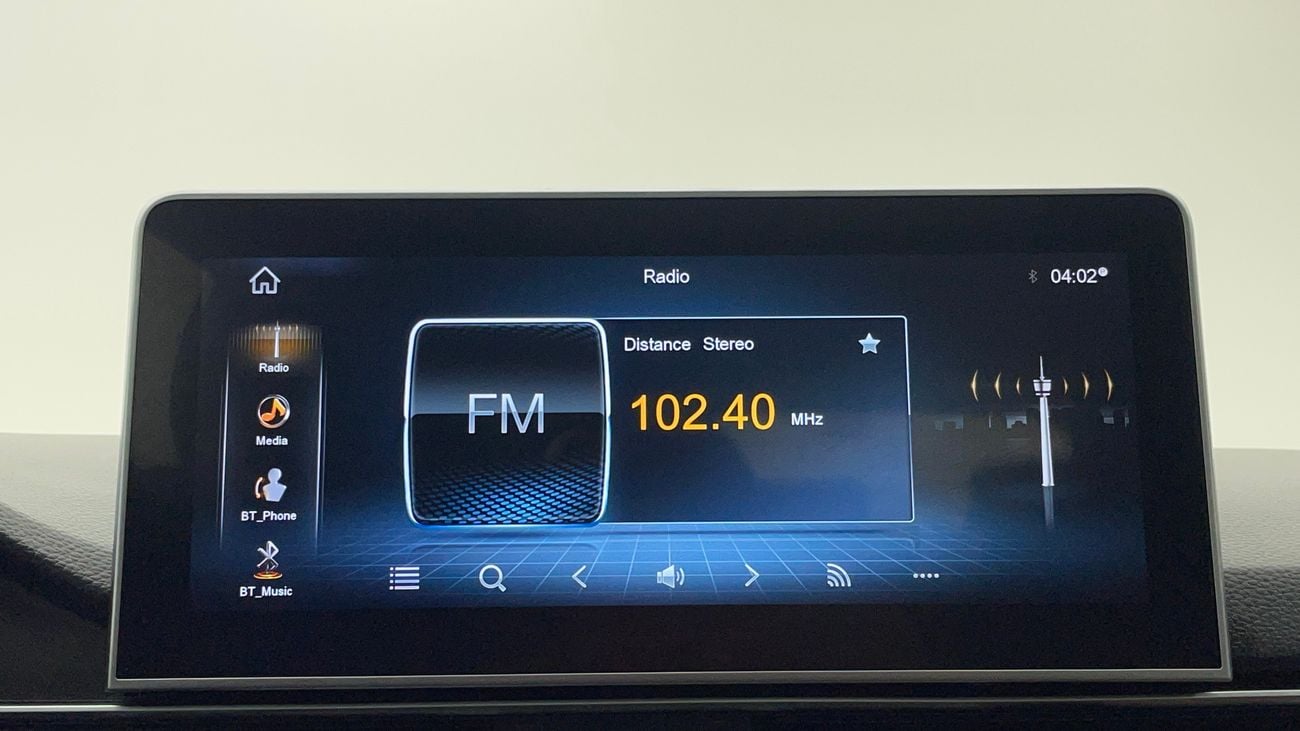 Radio
04:02
Radio
Media
BT_Phone
BT_Music
FM
Distance Stereo
102.40 MHz